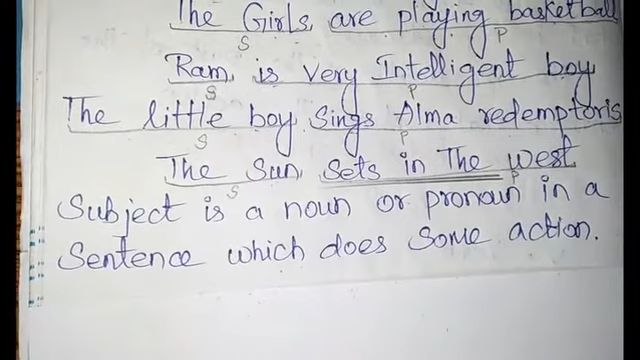 The Girls, are playing basketball
S P
Ram, is very Intelligent boy
S P
The little boy, Sings Alma redemptoris
S P
The Sun, Sets in The west
S P
Subject is a noun or pronoun in a
Sentence which does some action.